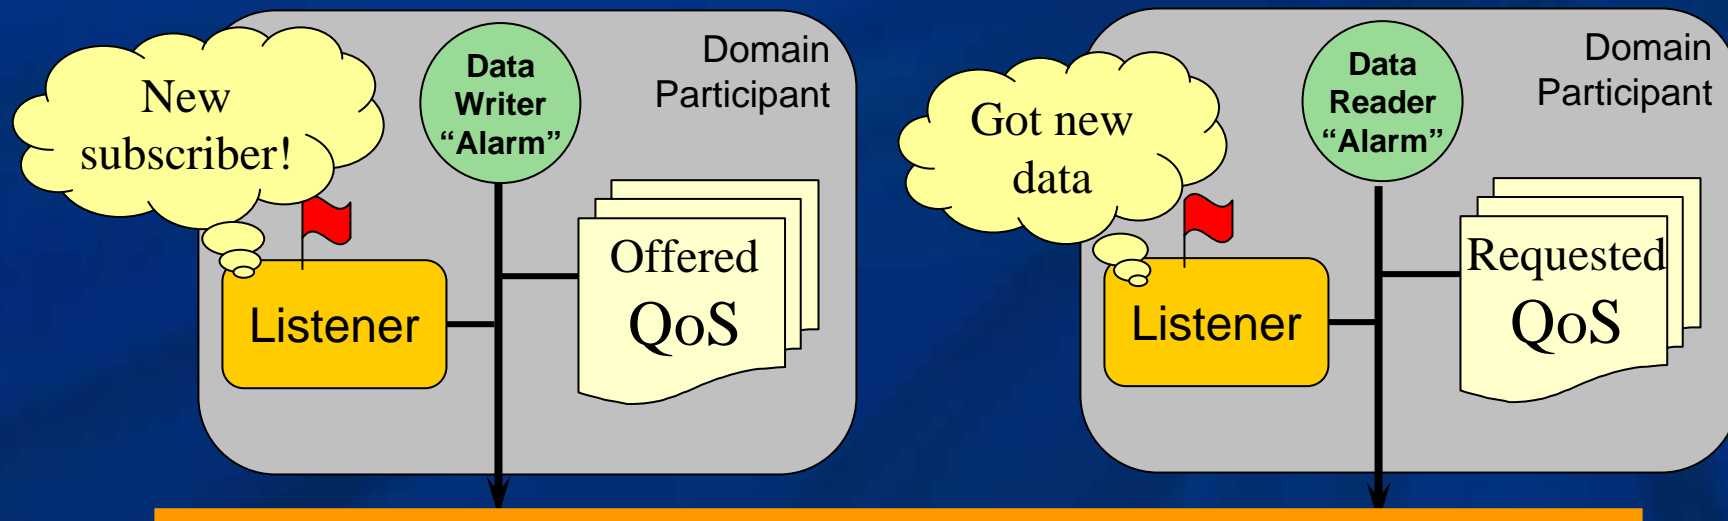 New
subscriber!
Data
Writer
“Alarm”
Domain
Participant
Listener
Offered
QoS
Got new
data
Data
Reader
“Alarm”
Domain
Participant
Listener
Requested
QoS